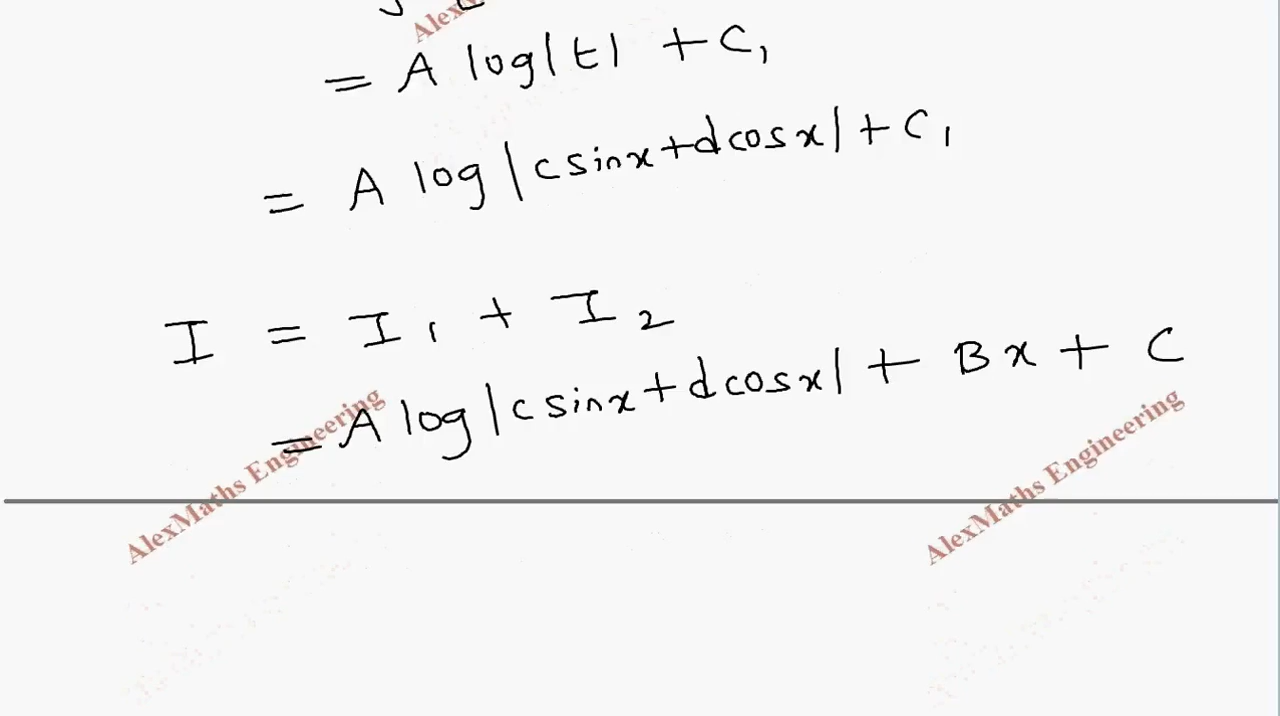 = A log|t| + C₁
= A log|c sinx + d cosx| + C₁
I = I₁ + I₂
= A log|c sinx + d cosx| + Bx + C
AlexMaths Engineering
AlexMaths Engineering